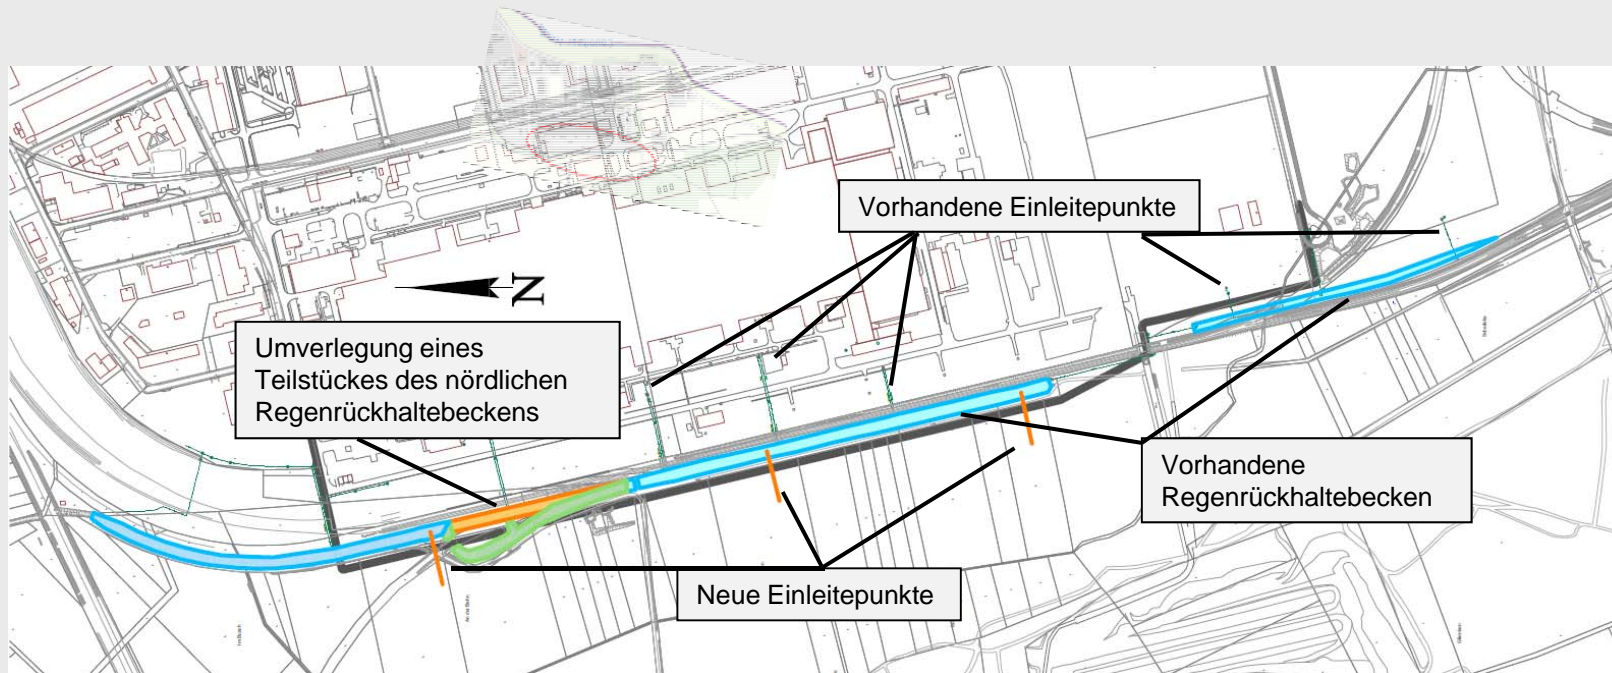 Vorhandene Einleitepunkte
N
Umverlegung eines
Teilstückes des nördlichen
Regenrückhaltebeckens
Vorhandene
Regenrückhaltebecken
Neue Einleitepunkte